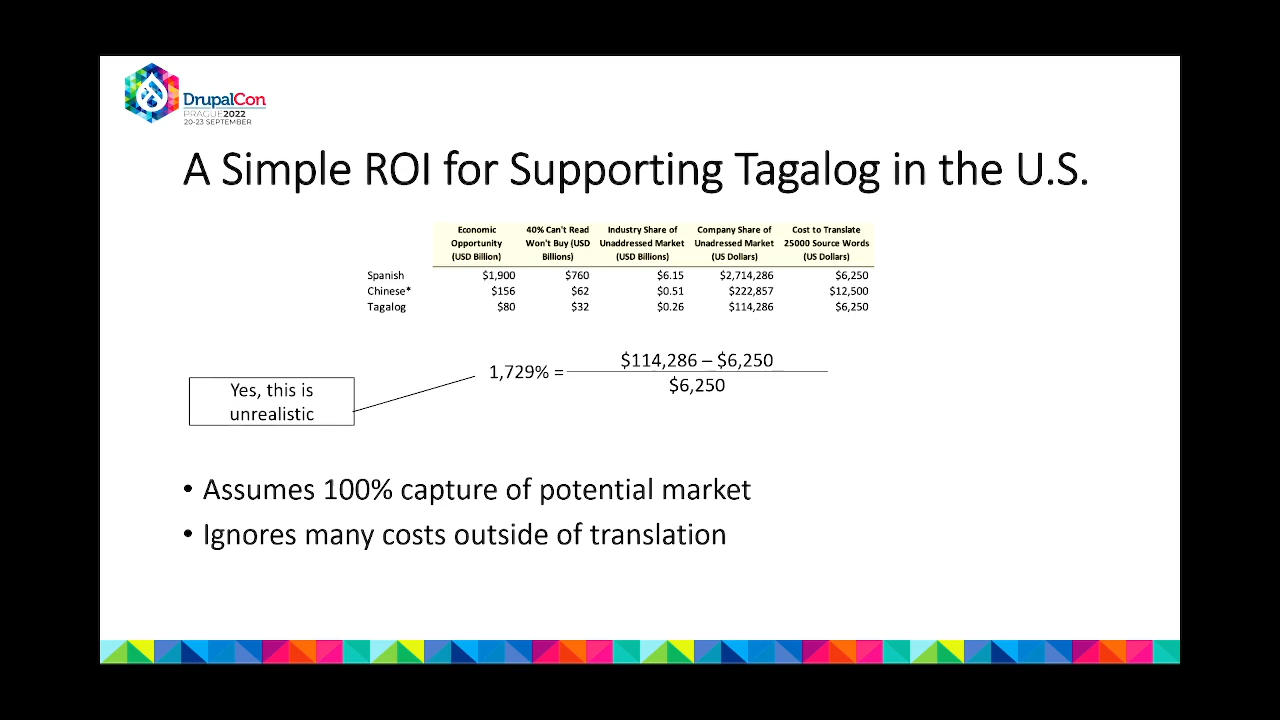 DrupalCon
PRAGUE2022
20-23 SEPTEMBER
A Simple ROI for Supporting Tagalog in the U.S.
Economic Opportunity (USD Billion) 40% Can't Read Won't Buy (USD Billions) Industry Share of Unaddressed Market (USD Billions) Company Share of Unadressed Market (US Dollars) Cost to Translate 25000 Source Words (US Dollars)
Spanish $1,900 $760 $6.15 $2,714,286 $6,250
Chinese* $156 $62 $0.51 $222,857 $12,500
Tagalog $80 $32 $0.26 $114,286 $6,250
$114,286 – $6,250
1,729% =
$6,250
Yes, this is
unrealistic
• Assumes 100% capture of potential market
• Ignores many costs outside of translation